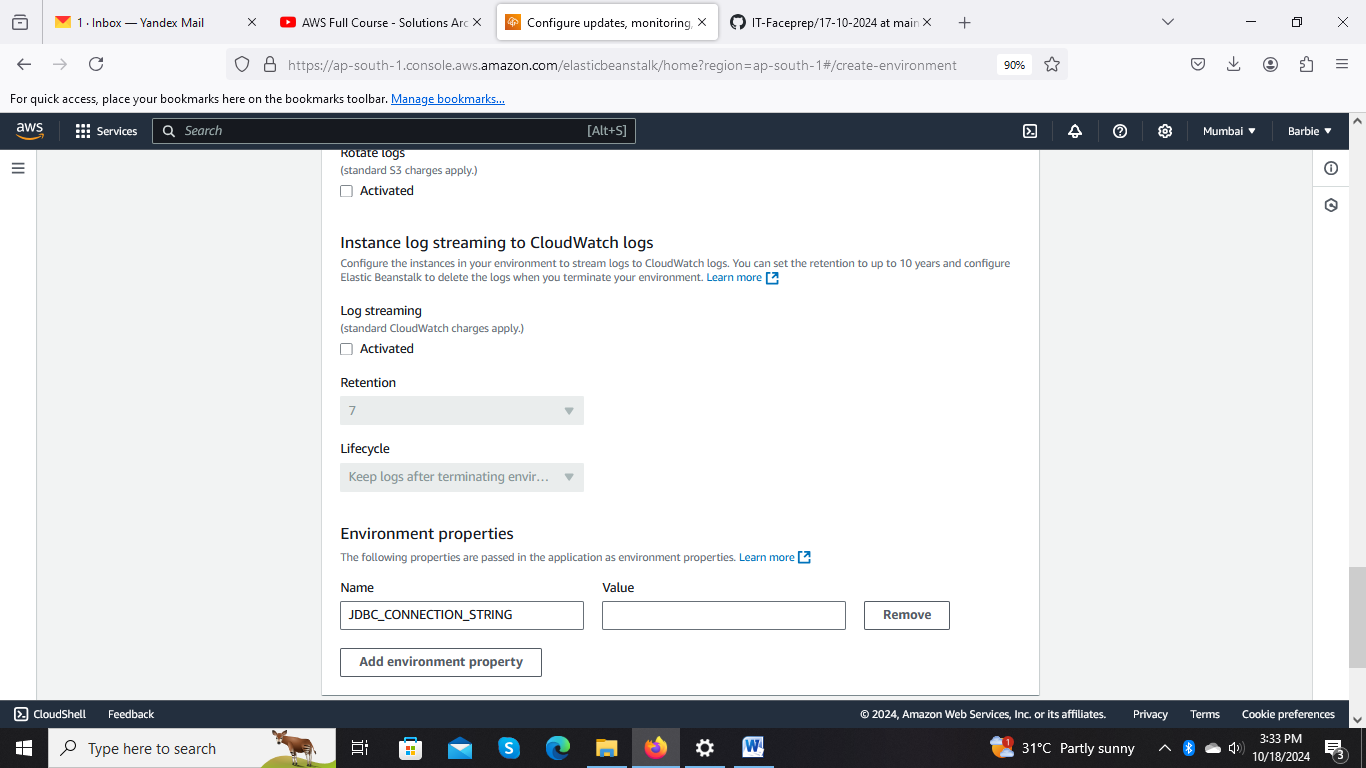 1 · Inbox — Yandex Mail
AWS Full Course - Solutions Arc
Configure updates, monitoring,
IT-Faceprep/17-10-2024 at main
https://ap-south-1.console.aws.amazon.com/elasticbeanstalk/home?region=ap-south-1#/create-environment
90%
For quick access, place your bookmarks here on the bookmarks toolbar. Manage bookmarks...
aws
Services
Search
[Alt+S]
Mumbai
Barbie
Rotate logs
(standard S3 charges apply.)
Activated
Instance log streaming to CloudWatch logs
Configure the instances in your environment to stream logs to CloudWatch logs. You can set the retention to up to 10 years and configure
Elastic Beanstalk to delete the logs when you terminate your environment. Learn more
Log streaming
(standard CloudWatch charges apply.)
Activated
Retention
7
Lifecycle
Keep logs after terminating envir...
Environment properties
The following properties are passed in the application as environment properties. Learn more
Name
Value
JDBC_CONNECTION_STRING
Remove
Add environment property
CloudShell
Feedback
© 2024, Amazon Web Services, Inc. or its affiliates.
Privacy
Terms
Cookie preferences
Type here to search
1
31°C Partly sunny
3:33 PM
10/18/2024
3